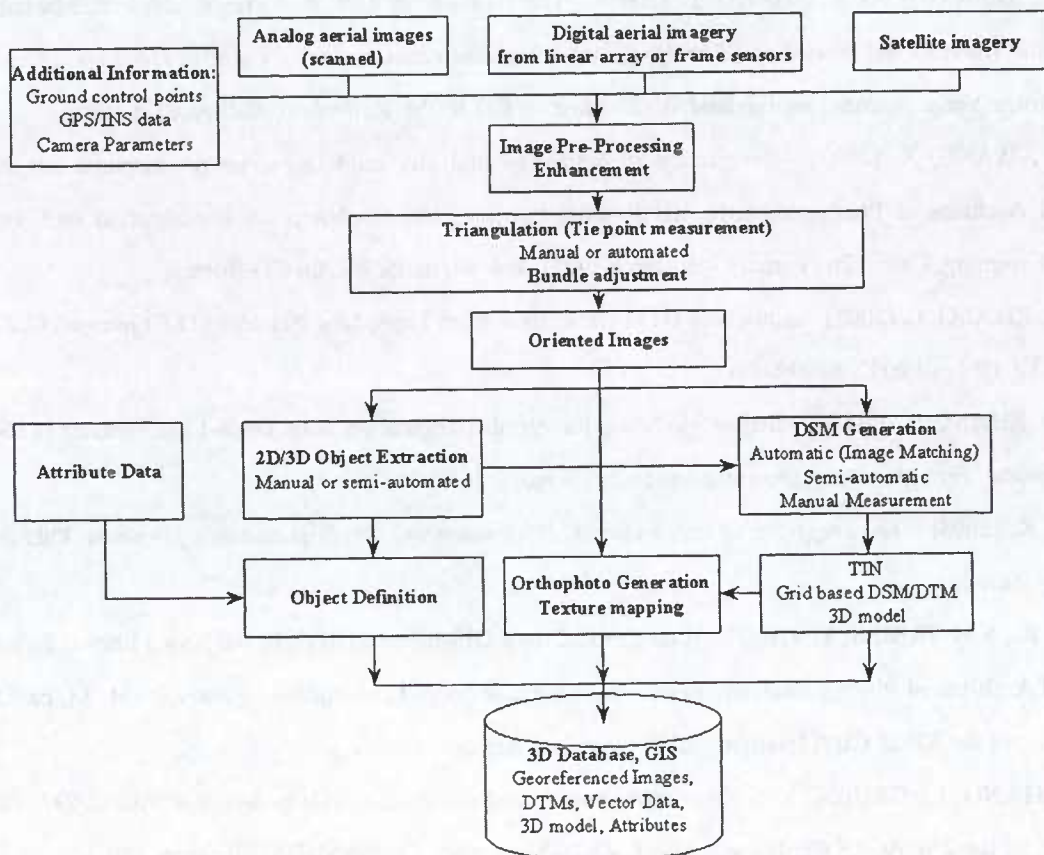 Analog aerial images
(scanned)
Digital aerial imagery
from linear array or frame sensors
Satellite imagery
Additional Information:
Ground control points
GPS/INS data
Camera Parameters
Image Pre-Processing
Enhancement
Triangulation (Tie point measurement)
Manual or automated
Bundle adjustment
Oriented Images
Attribute Data
2D/3D Object Extraction
Manual or semi-automated
DSM Generation
Automatic (Image Matching)
Semi-automatic
Manual Measurement
Object Definition
Orthophoto Generation
Texture mapping
TIN
Grid based DSM/DTM
3D model
3D Database, GIS
Georeferenced Images,
DTMs, Vector Data,
3D model, Attributes